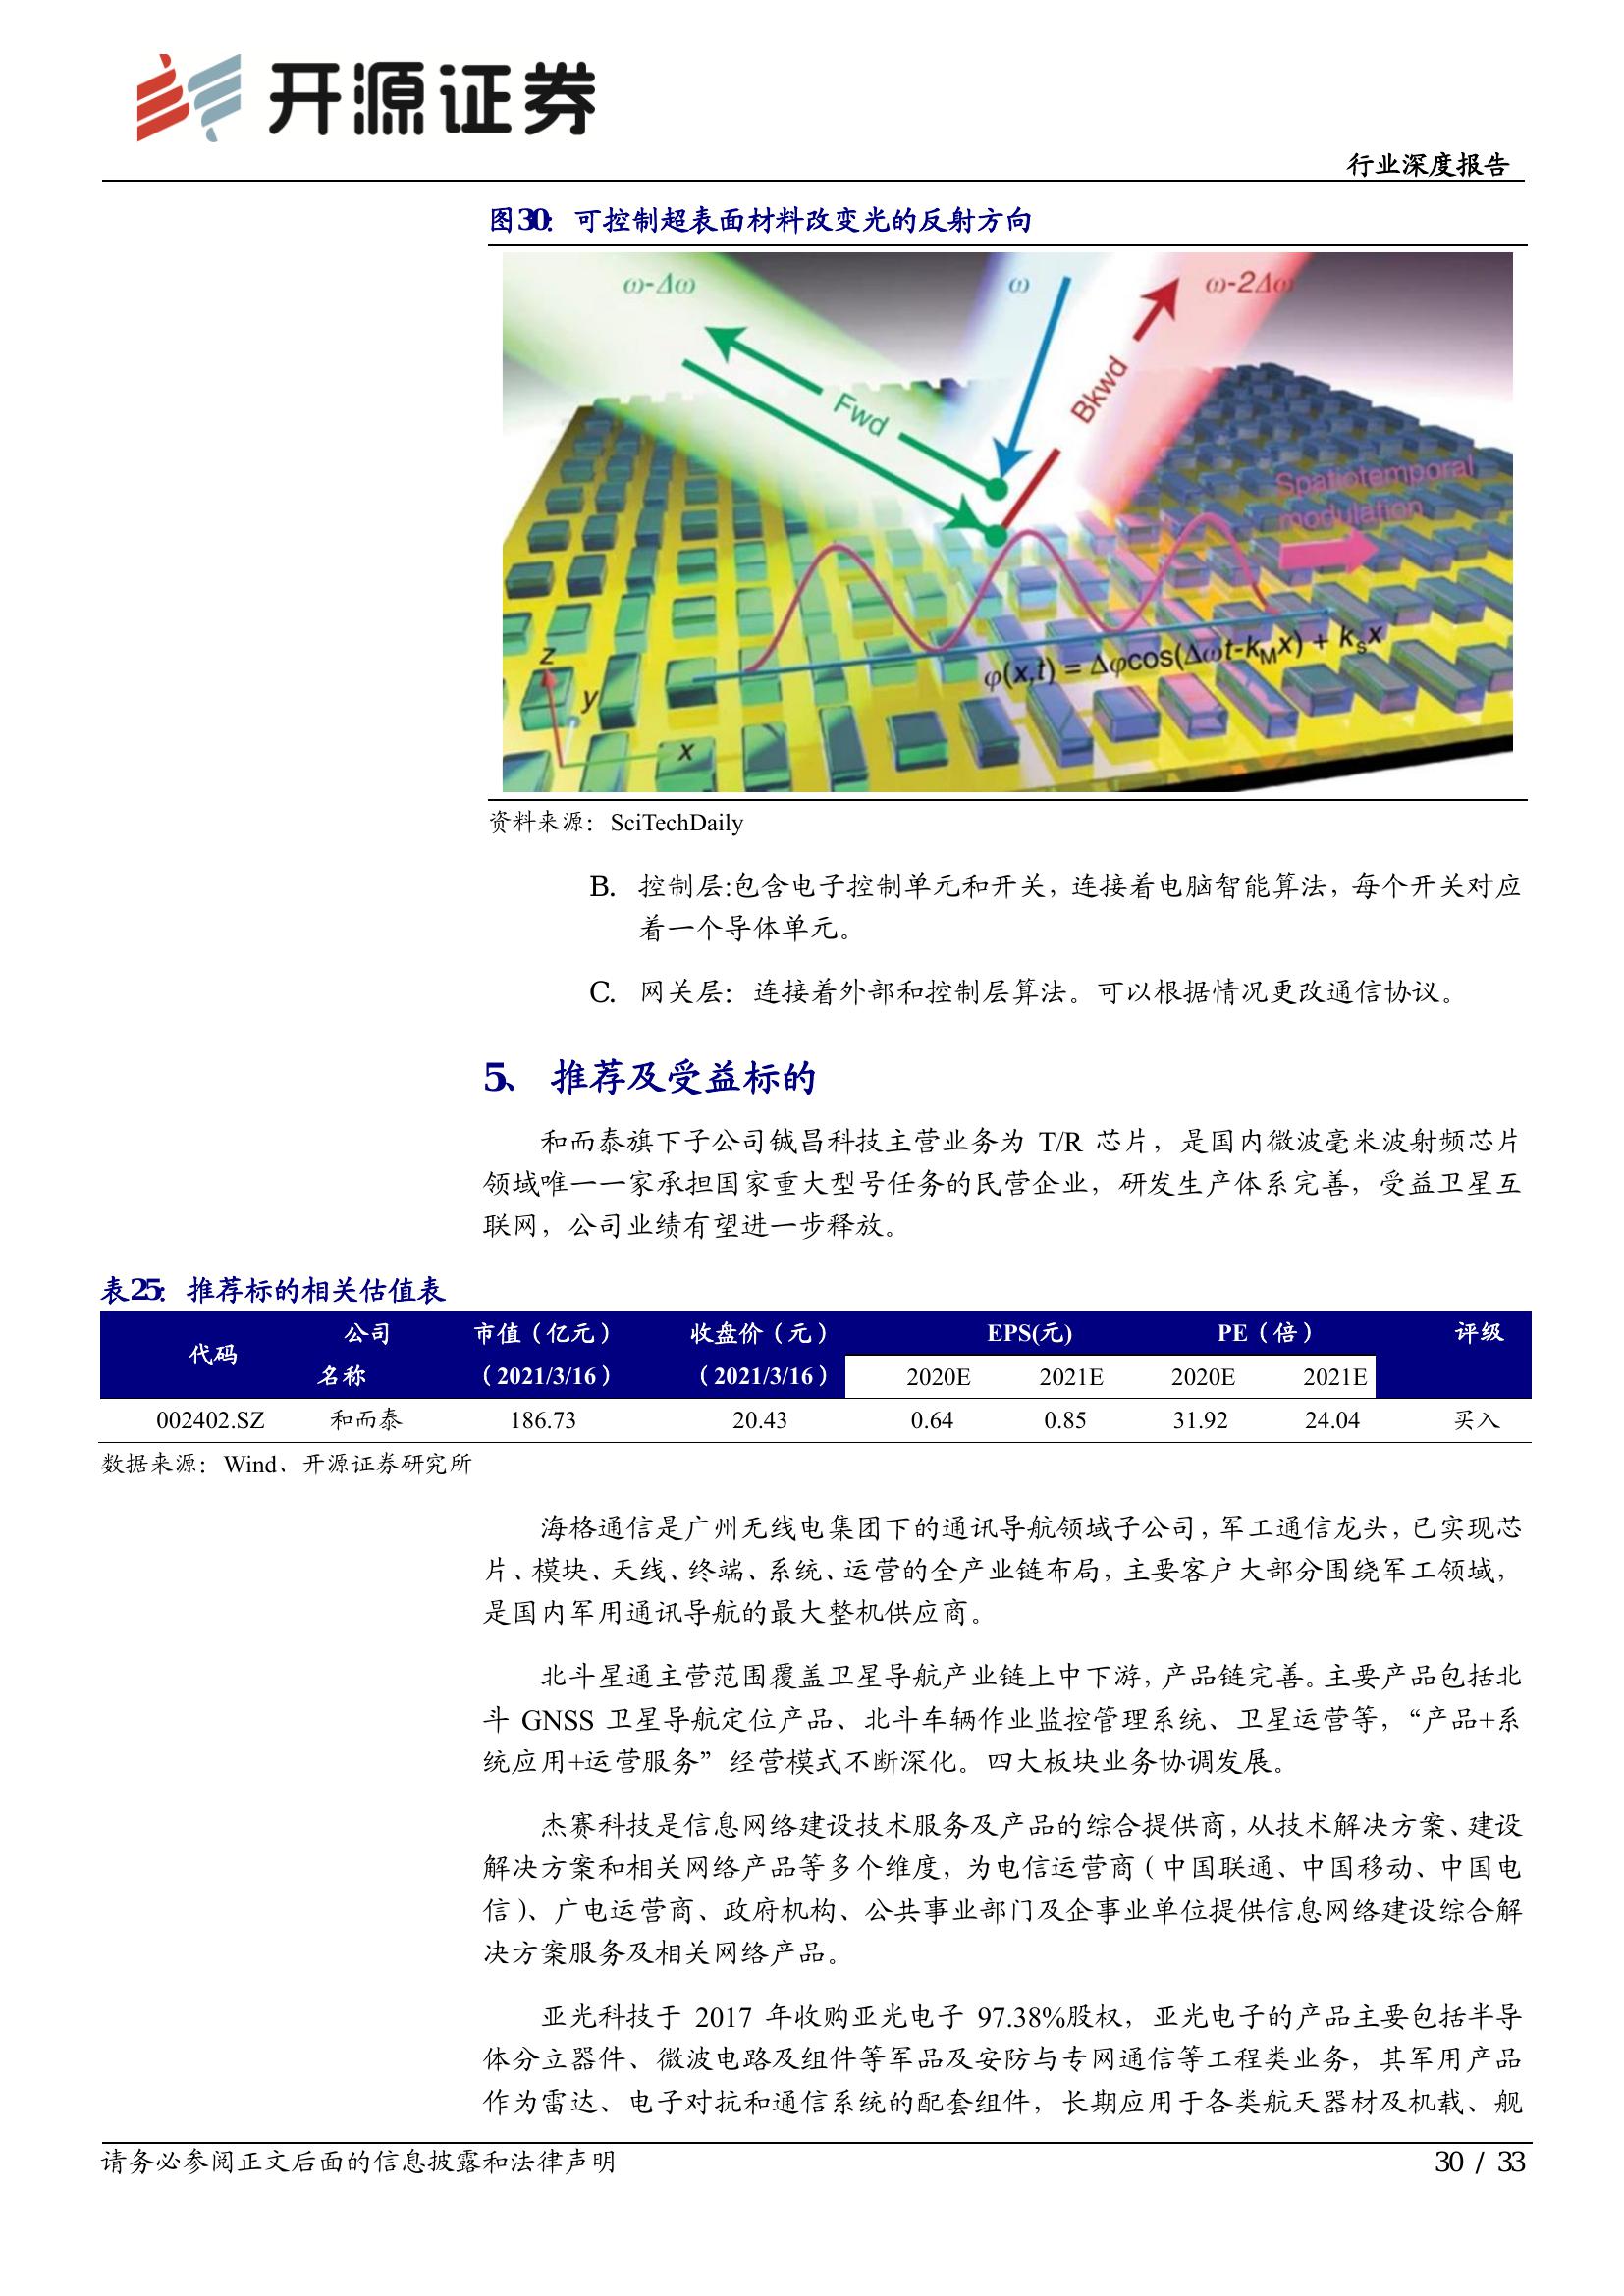 开源证券
行业深度报告
图30：可控制超表面材料改变光的反射方向
ω-Δω
ω
ω-2Δω
Fwd
Bkwd
Spatiotemporal
modulation
φ(x,t) = Δφcos(Δωt-kMx) + ksx
z
y
x
资料来源：SciTechDaily
B. 控制层:包含电子控制单元和开关，连接着电脑智能算法，每个开关对应
着一个导体单元。
C. 网关层：连接着外部和控制层算法。可以根据情况更改通信协议。
5、 推荐及受益标的
和而泰旗下子公司铖昌科技主营业务为 T/R 芯片，是国内微波毫米波射频芯片
领域唯一一家承担国家重大型号任务的民营企业，研发生产体系完善，受益卫星互
联网，公司业绩有望进一步释放。
表25：推荐标的相关估值表
代码 公司 市值（亿元） 收盘价（元） EPS(元) PE（倍） 评级
名称 （2021/3/16） （2021/3/16） 2020E 2021E 2020E 2021E
002402.SZ 和而泰 186.73 20.43 0.64 0.85 31.92 24.04 买入
数据来源：Wind、开源证券研究所
海格通信是广州无线电集团下的通讯导航领域子公司，军工通信龙头，已实现芯
片、模块、天线、终端、系统、运营的全产业链布局，主要客户大部分围绕军工领域，
是国内军用通讯导航的最大整机供应商。
北斗星通主营范围覆盖卫星导航产业链上中下游，产品链完善。主要产品包括北
斗 GNSS 卫星导航定位产品、北斗车辆作业监控管理系统、卫星运营等，“产品+系
统应用+运营服务”经营模式不断深化。四大板块业务协调发展。
杰赛科技是信息网络建设技术服务及产品的综合提供商，从技术解决方案、建设
解决方案和相关网络产品等多个维度，为电信运营商（中国联通、中国移动、中国电
信）、广电运营商、政府机构、公共事业部门及企事业单位提供信息网络建设综合解
决方案服务及相关网络产品。
亚光科技于 2017 年收购亚光电子 97.38%股权，亚光电子的产品主要包括半导
体分立器件、微波电路及组件等军品及安防与专网通信等工程类业务，其军用产品
作为雷达、电子对抗和通信系统的配套组件，长期应用于各类航天器材及机载、舰
请务必参阅正文后面的信息披露和法律声明
30 / 33